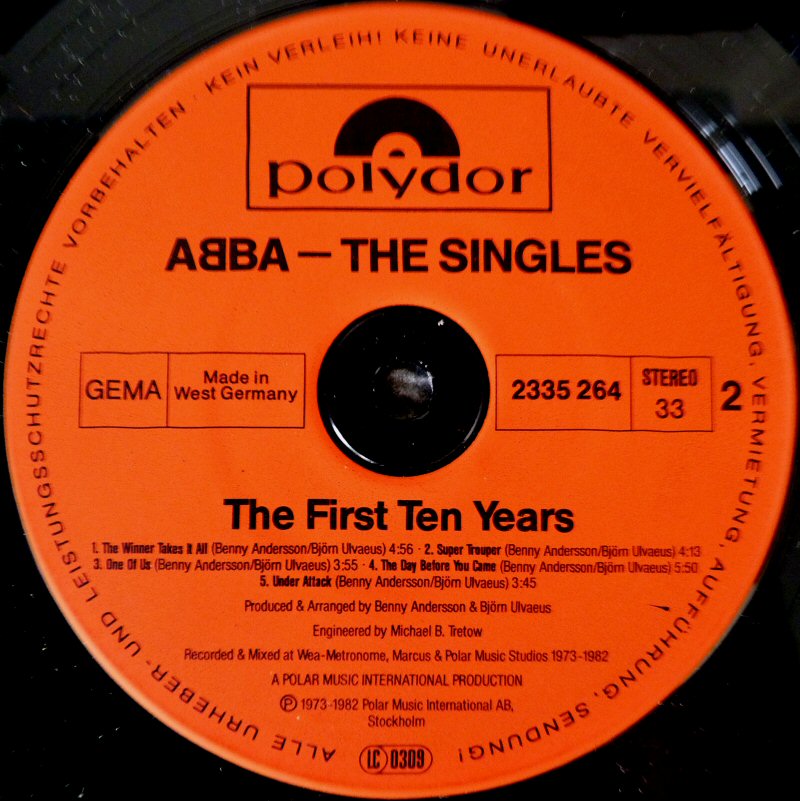 ALLE URHEBER- UND LEISTUNGSSCHUTZRECHTE VORBEHALTEN · KEIN VERLEIH! KEINE UNERLAUBTE VERVIELFÄLTIGUNG, VERMIETUNG, AUFFÜHRUNG, SENDUNG!
polydor
ABBA – THE SINGLES
GEMA
Made in
West Germany
2335 264
STEREO
33
2
The First Ten Years
1. The Winner Takes It All (Benny Andersson/Björn Ulvaeus) 4:56 · 2. Super Trouper (Benny Andersson/Björn Ulvaeus) 4:13
3. One Of Us (Benny Andersson/Björn Ulvaeus) 3:55 · 4. The Day Before You Came (Benny Andersson/Björn Ulvaeus) 5:50
5. Under Attack (Benny Andersson/Björn Ulvaeus) 3:45
Produced & Arranged by Benny Andersson & Björn Ulvaeus
Engineered by Michael B. Tretow
Recorded & Mixed at Wea-Metronome, Marcus & Polar Music Studios 1973-1982
A POLAR MUSIC INTERNATIONAL PRODUCTION
℗ 1973-1982 Polar Music International AB,
Stockholm
LC 0309